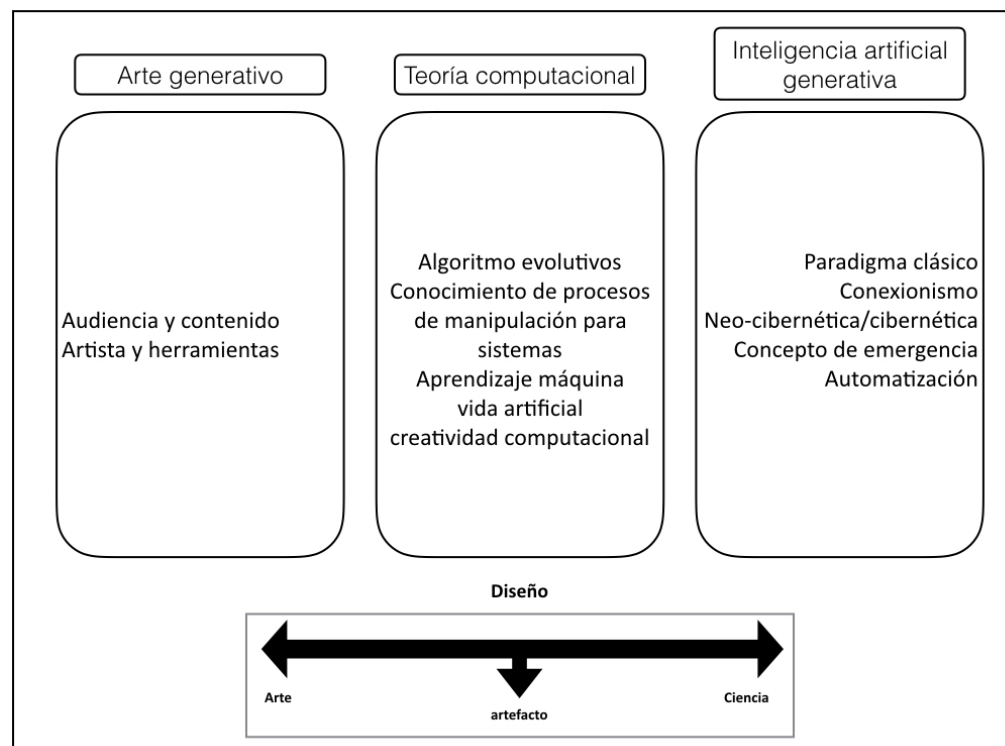 Arte generativo
Teoría computacional
Inteligencia artificial
generativa
Audiencia y contenido
Artista y herramientas
Algoritmo evolutivos
Conocimiento de procesos
de manipulación para
sistemas
Aprendizaje máquina
vida artificial
creatividad computacional
Paradigma clásico
Conexionismo
Neo-cibernética/cibernética
Concepto de emergencia
Automatización
Diseño
Arte
artefacto
Ciencia